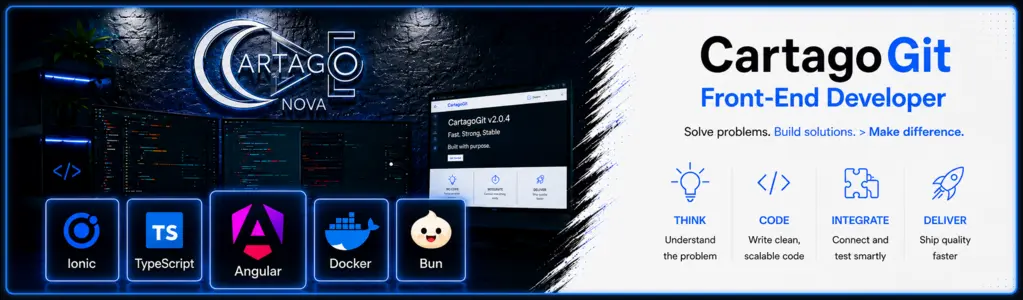 CARTAGO
NOVA
CartagoGit
CartagoGit v2.0.4
Fast. Strong, Stable
Built with purpose.
INTEGRATE
DELIVER
</>
Ionic
TS
TypeScript
Angular
Docker
Bun
CartagoGit
Front-End Developer
Solve problems. Build solutions. > Make difference.
</>
THINK
CODE
INTEGRATE
DELIVER
Understand
the problem
Write clean,
scalable code
Connect and
test smartly
Ship quality
faster